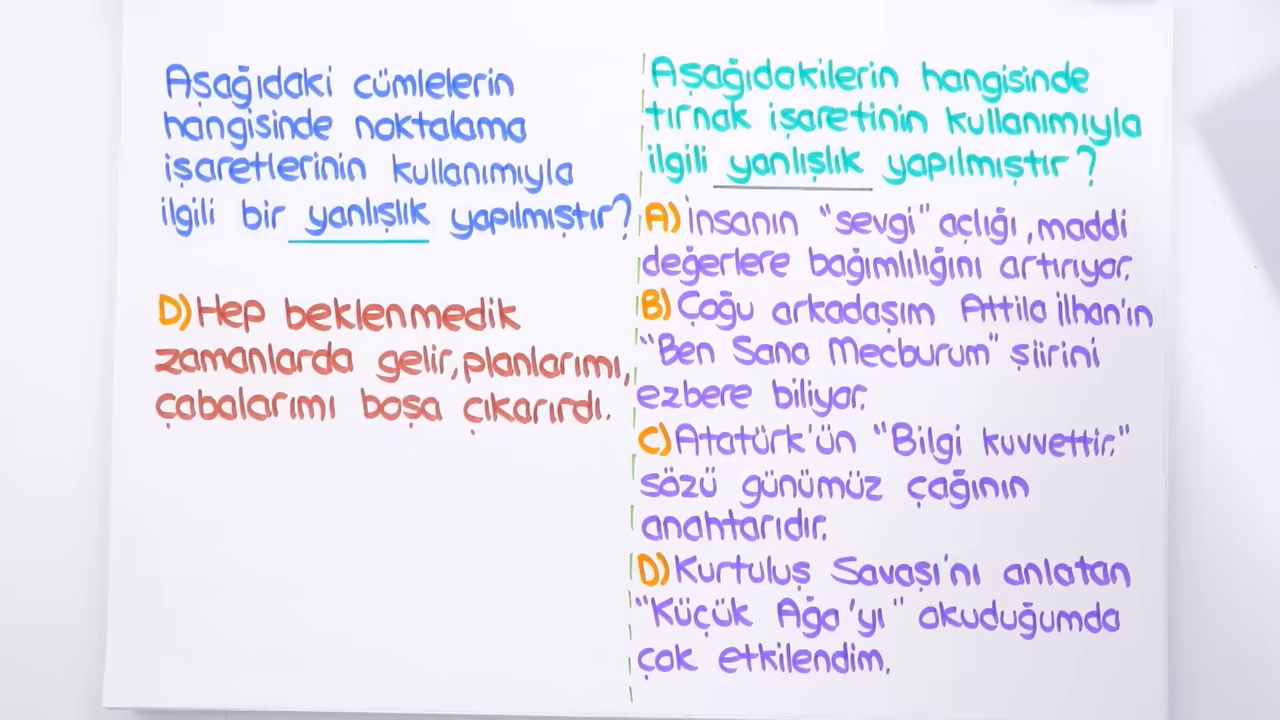 Aşağıdaki cümlelerin
hangisinde noktalama
işaretlerinin kullanımıyla
ilgili bir yanlışlık yapılmıştır?
D) Hep beklenmedik
zamanlarda gelir, planlarımı,
çabalarımı boşa çıkarırdı.
Aşağıdakilerin hangisinde
tırnak işaretinin kullanımıyla
ilgili yanlışlık yapılmıştır?
A) İnsanın "sevgi" açlığı, maddi
değerlere bağımlılığını artırıyor.
B) Çoğu arkadaşım Attila İlhan'ın
"Ben Sana Mecburum" şiirini
ezbere biliyor.
C) Atatürk'ün "Bilgi kuvvettir."
sözü günümüz çağının
anahtarıdır.
D) Kurtuluş Savaşı'nı anlatan
"Küçük Ağa'yı" okuduğumda
çok etkilendim.